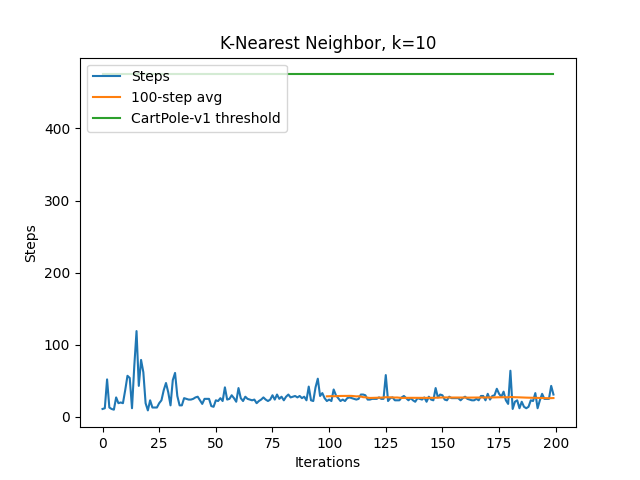 K-Nearest Neighbor, k=10
Steps
100-step avg
CartPole-v1 threshold
400
300
200
100
0
Steps
0 25 50 75 100 125 150 175 200
Iterations